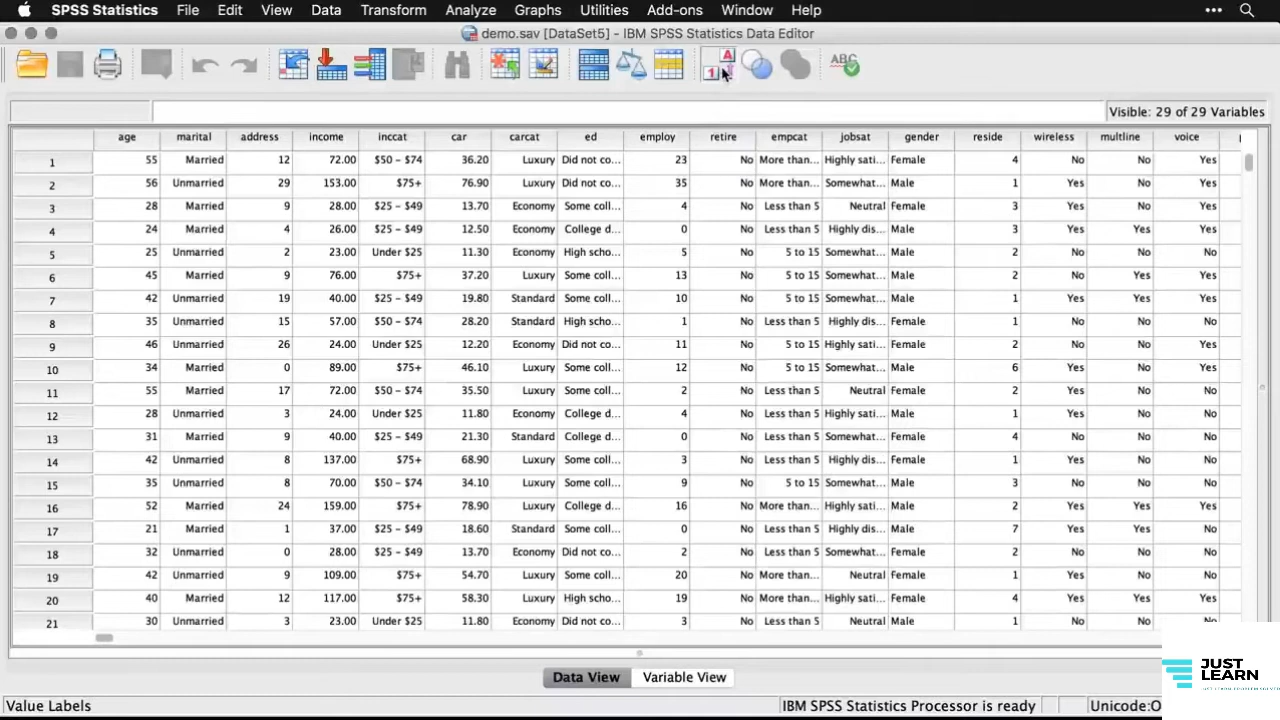 SPSS Statistics File Edit View Data Transform Analyze Graphs Utilities Add-ons Window Help
demo.sav [DataSet5] - IBM SPSS Statistics Data Editor
A
1
ABC
Visible: 29 of 29 Variables
age marital address income inccat car carcat ed employ retire empcat jobsat gender reside wireless multline voice
1 55 Married 12 72.00 $50 - $74 36.20 Luxury Did not co... 23 No More than... Highly sati... Female 4 No No Yes
2 56 Unmarried 29 153.00 $75+ 76.90 Luxury Did not co... 35 No More than... Somewhat... Male 1 Yes No Yes
3 28 Married 9 28.00 $25 - $49 13.70 Economy Some coll... 4 No Less than 5 Neutral Female 3 Yes No Yes
4 24 Married 4 26.00 $25 - $49 12.50 Economy College d... 0 No Less than 5 Highly dis... Male 3 Yes Yes Yes
5 25 Unmarried 2 23.00 Under $25 11.30 Economy High scho... 5 No 5 to 15 Somewhat... Male 2 No No No
6 45 Married 9 76.00 $75+ 37.20 Luxury Some coll... 13 No 5 to 15 Somewhat... Male 2 No Yes Yes
7 42 Unmarried 19 40.00 $25 - $49 19.80 Standard Some coll... 10 No 5 to 15 Somewhat... Male 1 Yes Yes Yes
8 35 Unmarried 15 57.00 $50 - $74 28.20 Luxury High scho... 1 No Less than 5 Highly dis... Female 1 No No No
9 46 Unmarried 26 24.00 Under $25 12.20 Economy Did not co... 11 No 5 to 15 Highly sati... Female 2 No No Yes
10 34 Married 0 89.00 $75+ 46.10 Luxury Some coll... 12 No 5 to 15 Somewhat... Male 6 Yes No Yes
11 55 Married 17 72.00 $50 - $74 35.50 Luxury Some coll... 2 No Less than 5 Neutral Female 2 Yes No No
12 28 Unmarried 3 24.00 Under $25 11.80 Economy College d... 4 No Less than 5 Highly sati... Male 1 No No No
13 31 Married 9 40.00 $25 - $49 21.30 Standard College d... 0 No Less than 5 Somewhat... Female 4 No No No
14 42 Unmarried 8 137.00 $75+ 68.90 Luxury Some coll... 3 No Less than 5 Highly dis... Male 1 Yes No No
15 35 Unmarried 8 70.00 $50 - $74 34.10 Luxury Some coll... 9 No 5 to 15 Somewhat... Male 3 No No No
16 52 Married 24 159.00 $75+ 78.90 Luxury College d... 16 No More than... Highly sati... Male 2 Yes Yes Yes
17 21 Married 1 37.00 $25 - $49 18.60 Standard Some coll... 0 No Less than 5 Highly dis... Male 7 Yes Yes No
18 32 Unmarried 0 28.00 $25 - $49 13.70 Economy Did not co... 2 No Less than 5 Somewhat... Female 2 No No No
19 42 Unmarried 9 109.00 $75+ 54.70 Luxury Some coll... 20 No More than... Neutral Female 1 Yes No No
20 40 Married 12 117.00 $75+ 58.30 Luxury High scho... 19 No More than... Highly sati... Female 4 Yes Yes Yes
21 30 Unmarried 3 23.00 Under $25 11.80 Economy Did not co... 3 No Less than 5 Neutral Male 1 No No No
Data View Variable View
JUST
LEARN
Value Labels IBM SPSS Statistics Processor is ready Unicode:O